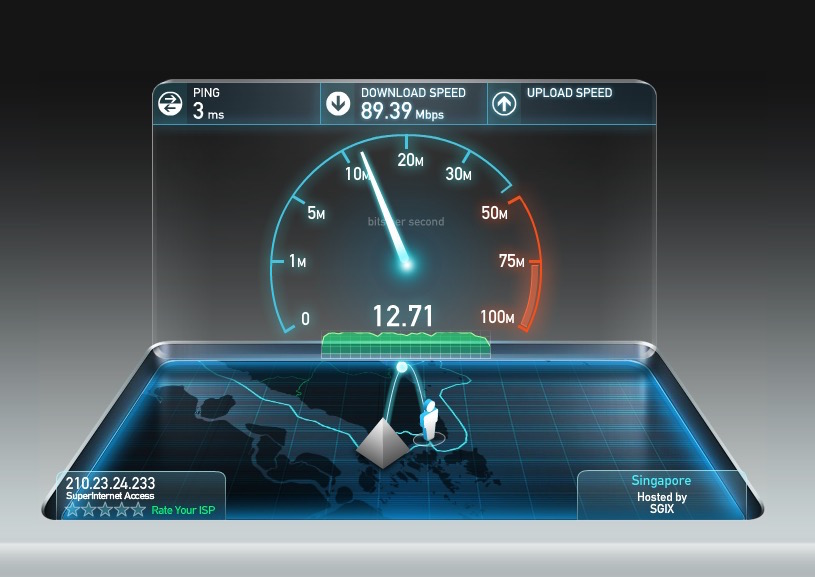 PING
3 ms
DOWNLOAD SPEED
89.39 Mbps
UPLOAD SPEED
20M
10M
30M
5M
bits per second
50M
1M
75M
0
12.71
100M
210.23.24.233
SuperInternet Access
Rate Your ISP
Singapore
Hosted by
SGIX